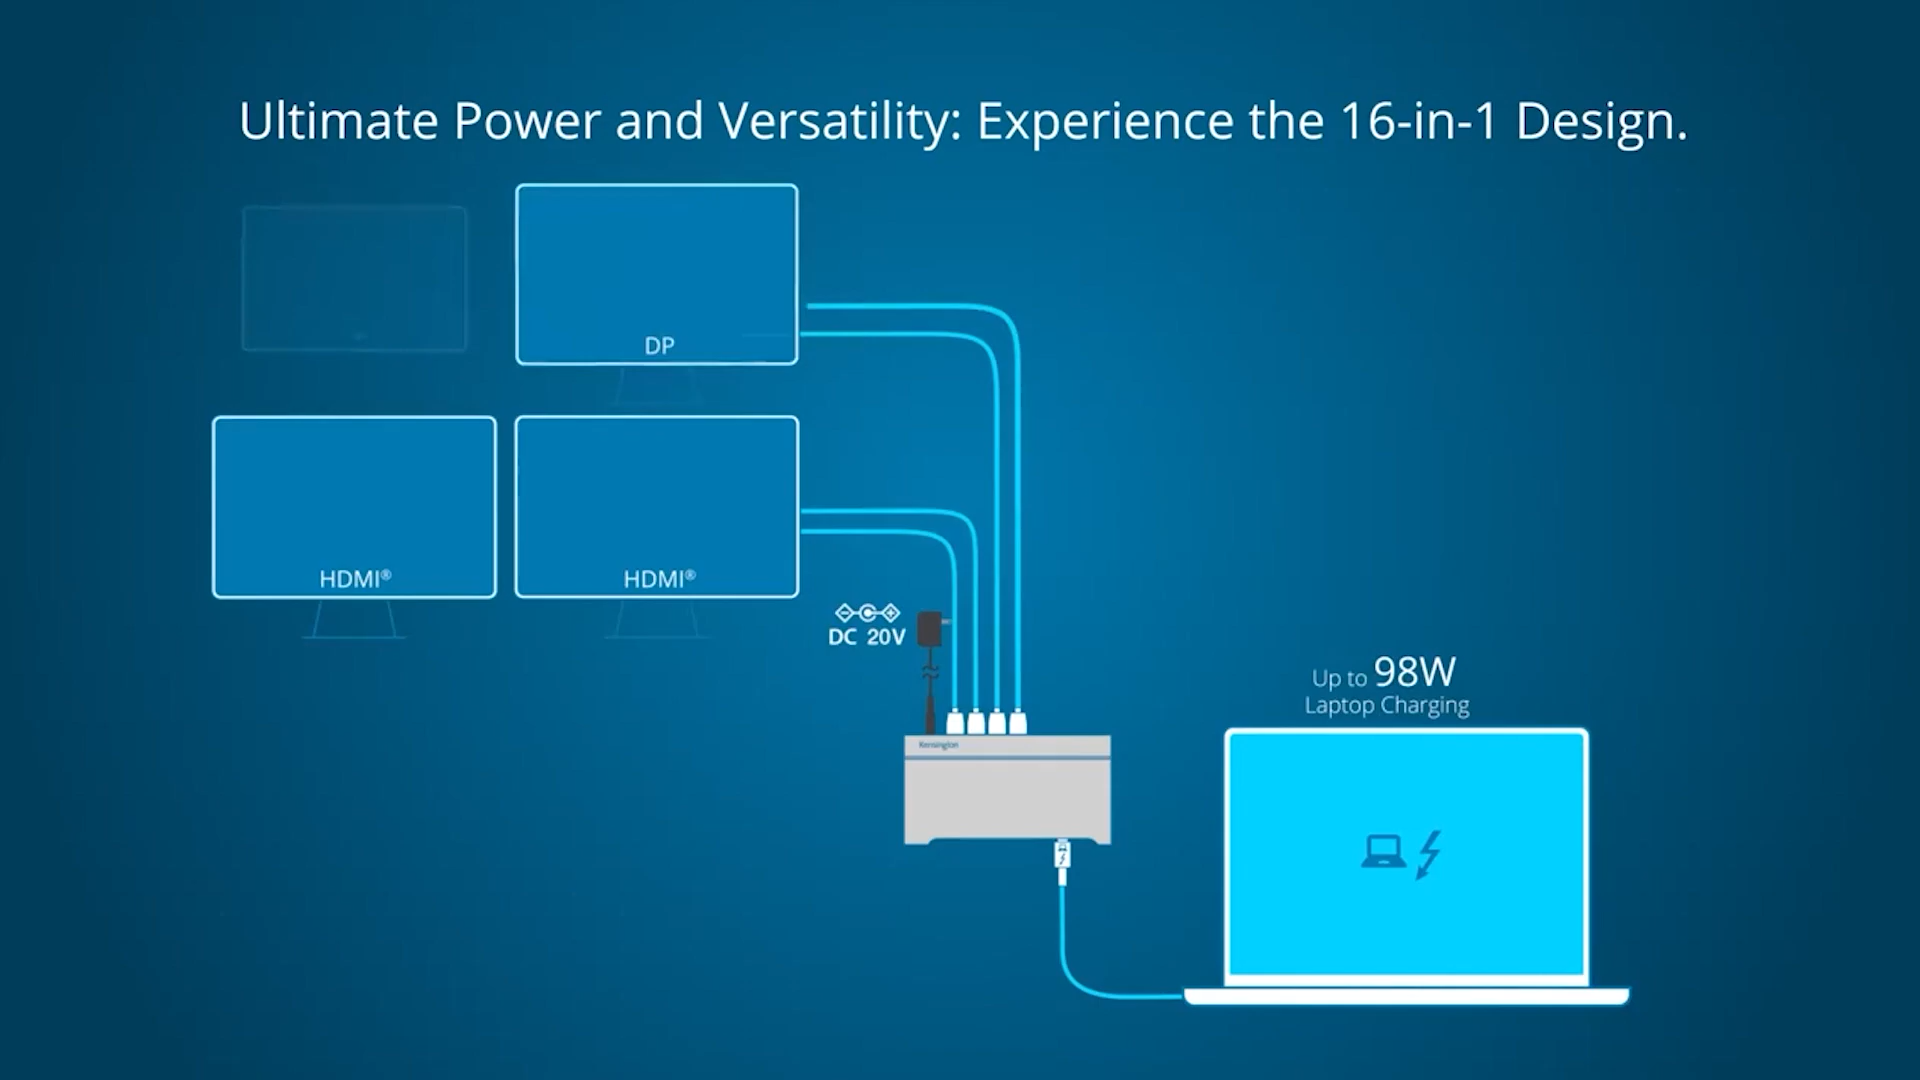 Ultimate Power and Versatility: Experience the 16-in-1 Design.
DP
HDMI®
HDMI®
DC 20V
Kensington
Up to 98W
Laptop Charging